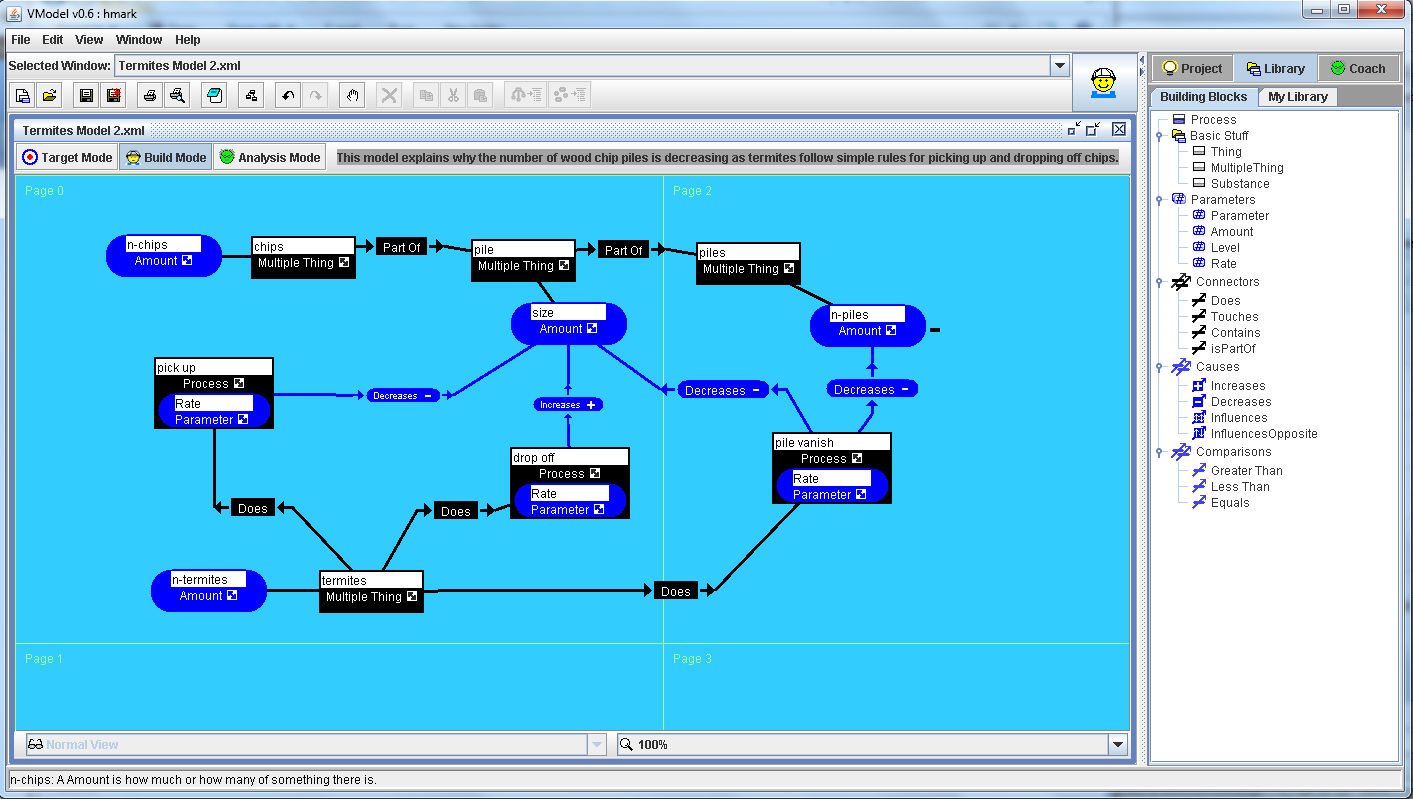 VModel v0.6 : hmark
File Edit View Window Help
Selected Window: Termites Model 2.xml
Project Library Coach
Building Blocks My Library
Termites Model 2.xml
Target Mode Build Mode Analysis Mode This model explains why the number of wood chip piles is decreasing as termites follow simple rules for picking up and dropping off chips.
Page 0 Page 2
n-chips
Amount
chips
Multiple Thing
Part Of
pile
Multiple Thing
Part Of
piles
Multiple Thing
size
Amount
n-piles
Amount
pick up
Process
Rate
Parameter
Decreases −
Increases +
Decreases −
Decreases −
drop off
Process
Rate
Parameter
pile vanish
Process
Rate
Parameter
Does
Does
n-termites
Amount
termites
Multiple Thing
Does
Page 1 Page 3
Normal View
100%
n-chips: A Amount is how much or how many of something there is.
Process
Basic Stuff
Thing
MultipleThing
Substance
Parameters
Parameter
Amount
Level
Rate
Connectors
Does
Touches
Contains
isPartOf
Causes
Increases
Decreases
Influences
InfluencesOpposite
Comparisons
Greater Than
Less Than
Equals